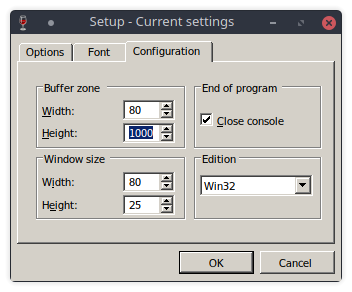 Setup - Current settings
Options Font Configuration
Buffer zone
Width: 80
Height: 1000
End of program
Close console
Window size
Width: 80
Height: 25
Edition
Win32
OK Cancel